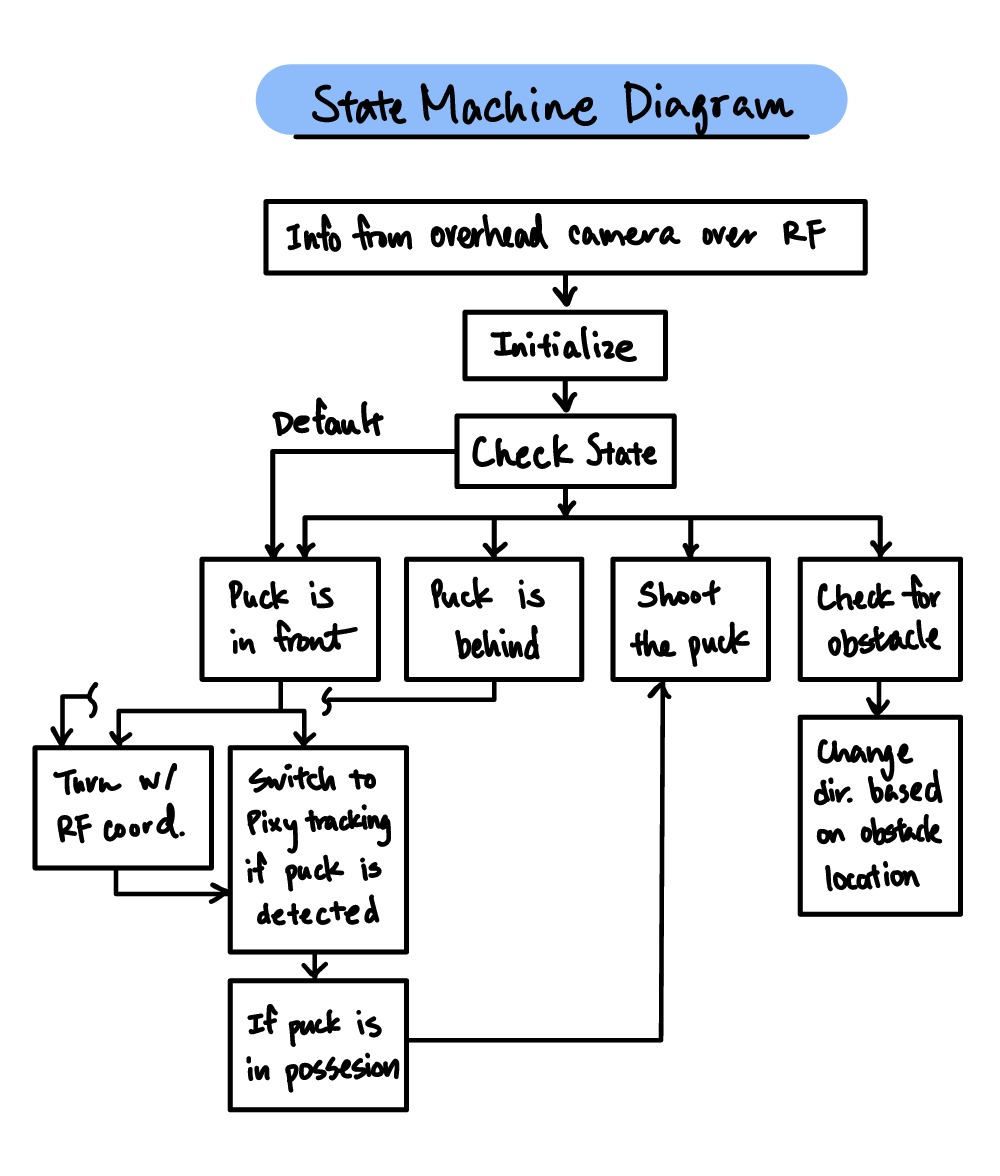 State Machine Diagram
Info from overhead camera over RF
Initialize
Default
Check State
Puck is
in front
Puck is
behind
Shoot
the puck
Check for
obstacle
Turn w/
RF coord.
Switch to
Pixy tracking
if puck is
detected
Change
dir. based
on obstacle
location
If puck is
in possesion